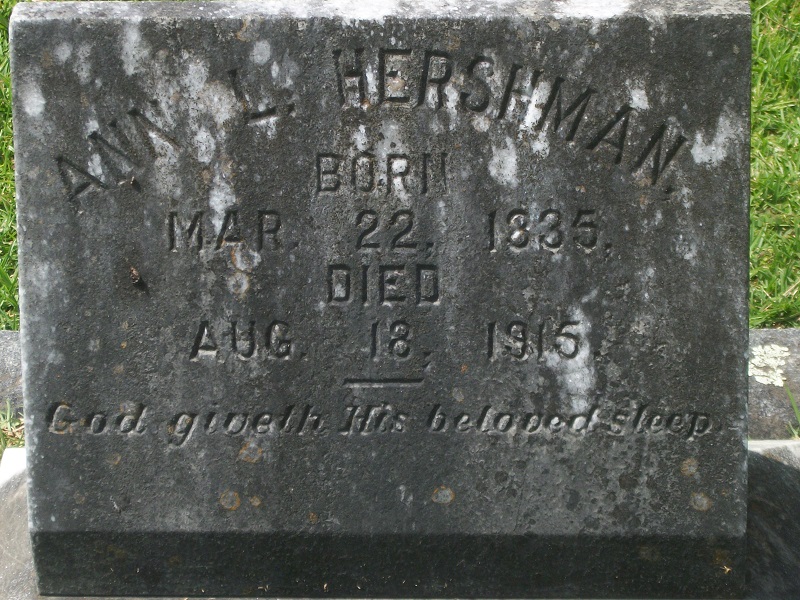 ANN L. HERSHMAN,
BORN
MAR. 22, 1835,
DIED
AUG. 18, 1915.
God giveth His beloved sleep.